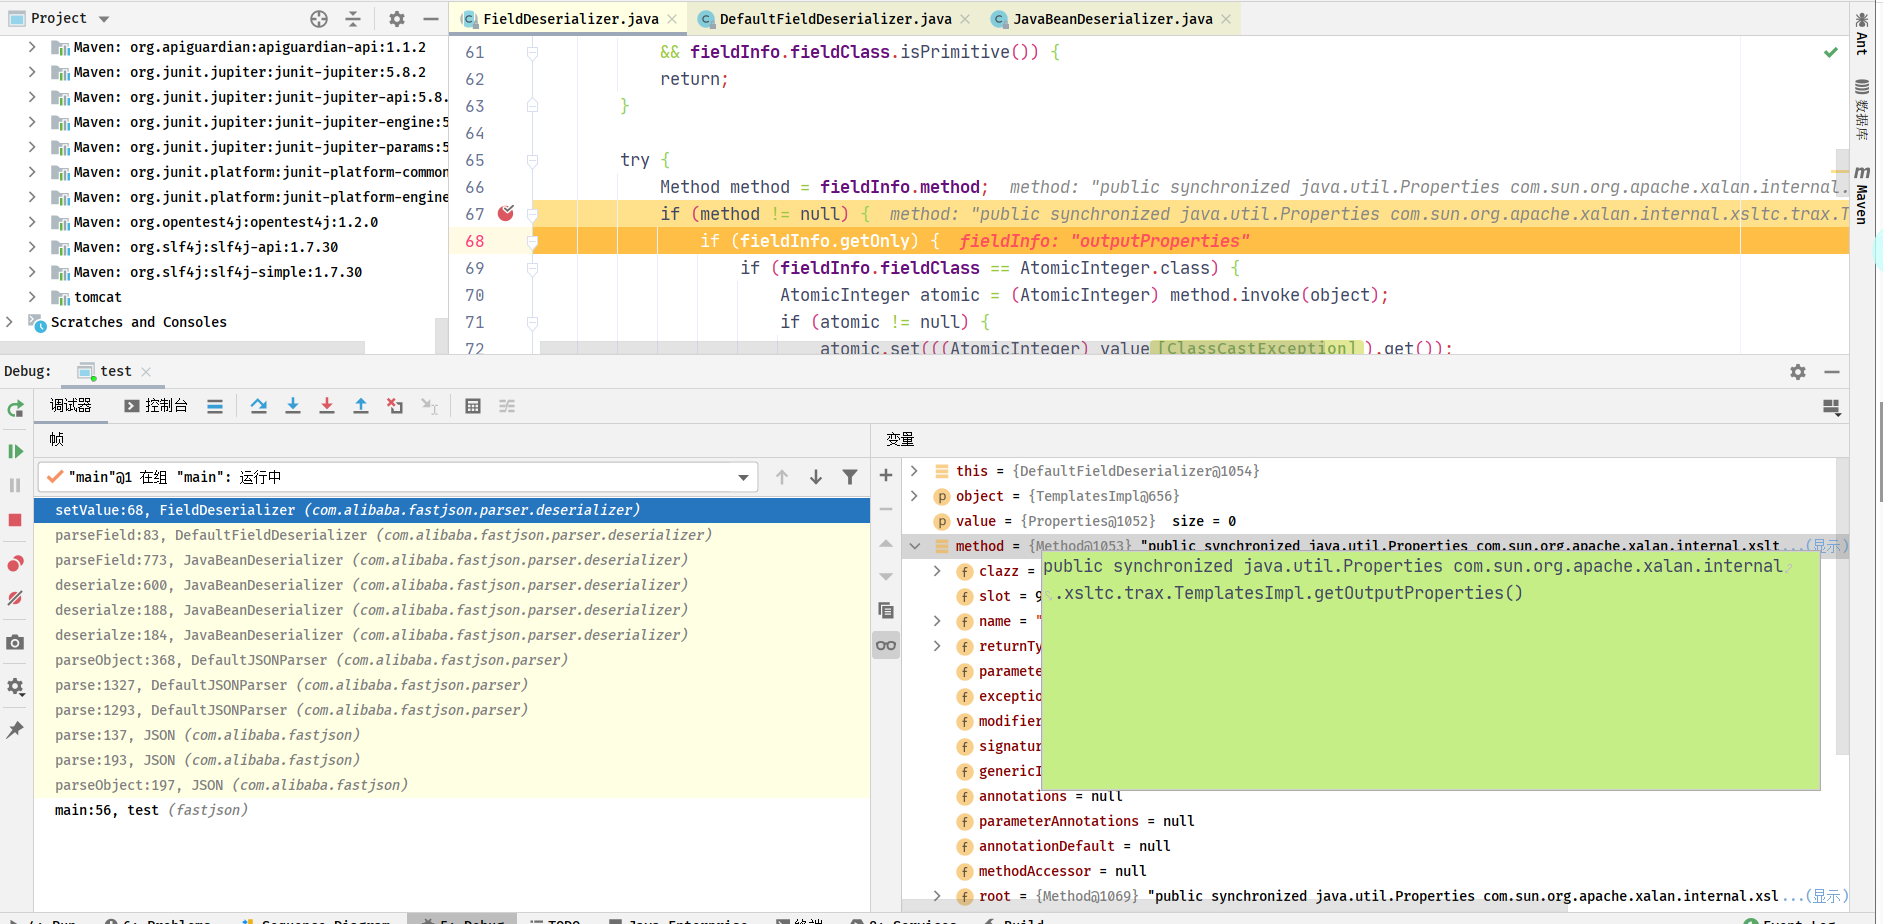 Project
FieldDeserializer.java
DefaultFieldDeserializer.java
JavaBeanDeserializer.java
Maven: org.apiguardian:apiguardian-api:1.1.2
Maven: org.junit.jupiter:junit-jupiter:5.8.2
Maven: org.junit.jupiter:junit-jupiter-api:5.8.
Maven: org.junit.jupiter:junit-jupiter-engine:5
Maven: org.junit.jupiter:junit-jupiter-params:5
Maven: org.junit.platform:junit-platform-common
Maven: org.junit.platform:junit-platform-engine
Maven: org.opentest4j:opentest4j:1.2.0
Maven: org.slf4j:slf4j-api:1.7.30
Maven: org.slf4j:slf4j-simple:1.7.30
tomcat
Scratches and Consoles
61 && fieldInfo.fieldClass.isPrimitive()) {
62 return;
63 }
64
65 try {
66 Method method = fieldInfo.method; method: "public synchronized java.util.Properties com.sun.org.apache.xalan.internal.
67 if (method != null) { method: "public synchronized java.util.Properties com.sun.org.apache.xalan.internal.xsltc.trax.T
68 if (fieldInfo.getOnly) { fieldInfo: "outputProperties"
69 if (fieldInfo.fieldClass == AtomicInteger.class) {
70 AtomicInteger atomic = (AtomicInteger) method.invoke(object);
71 if (atomic != null) {
72 atomic.set(((AtomicInteger) value [ClassCastException] ).get());
Ant
数据库
Maven
Debug: test
调试器
控制台
帧
变量
"main"@1 在组 "main": 运行中
setValue:68, FieldDeserializer (com.alibaba.fastjson.parser.deserializer)
parseField:83, DefaultFieldDeserializer (com.alibaba.fastjson.parser.deserializer)
parseField:773, JavaBeanDeserializer (com.alibaba.fastjson.parser.deserializer)
deserialze:600, JavaBeanDeserializer (com.alibaba.fastjson.parser.deserializer)
deserialze:188, JavaBeanDeserializer (com.alibaba.fastjson.parser.deserializer)
deserialze:184, JavaBeanDeserializer (com.alibaba.fastjson.parser.deserializer)
parseObject:368, DefaultJSONParser (com.alibaba.fastjson.parser)
parse:1327, DefaultJSONParser (com.alibaba.fastjson.parser)
parse:1293, DefaultJSONParser (com.alibaba.fastjson.parser)
parse:137, JSON (com.alibaba.fastjson)
parse:193, JSON (com.alibaba.fastjson)
parseObject:197, JSON (com.alibaba.fastjson)
main:56, test (fastjson)
this = {DefaultFieldDeserializer@1054}
object = {TemplatesImpl@656}
value = {Properties@1052} size = 0
method = {Method@1053} "public synchronized java.util.Properties com.sun.org.apache.xalan.internal.xslt...(显示)
clazz =
slot = 9
name = "
returnTy
paramete
exceptio
modifier
signatur
genericI
public synchronized java.util.Properties com.sun.org.apache.xalan.internal
.xsltc.trax.TemplatesImpl.getOutputProperties()
annotations = null
parameterAnnotations = null
annotationDefault = null
methodAccessor = null
root = {Method@1069} "public synchronized java.util.Properties com.sun.org.apache.xalan.internal.xsl...(显示)
4: Run
6: Problems
Sequence Diagram
5: Debug
TODO
Java Enterprise
终端
8: Services
Build
Event Log